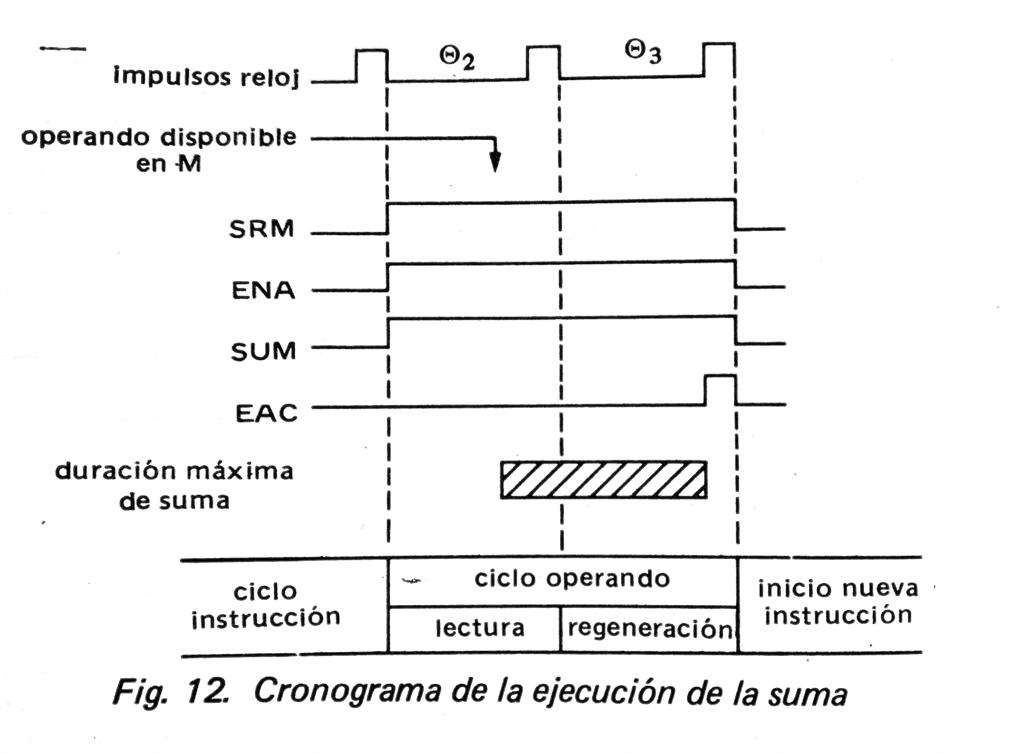 Θ2 Θ3
impulsos reloj
operando disponible
en M
SRM
ENA
SUM
EAC
duración máxima
de suma
ciclo
instrucción
ciclo operando
lectura
regeneración
inicio nueva
instrucción
Fig. 12. Cronograma de la ejecución de la suma